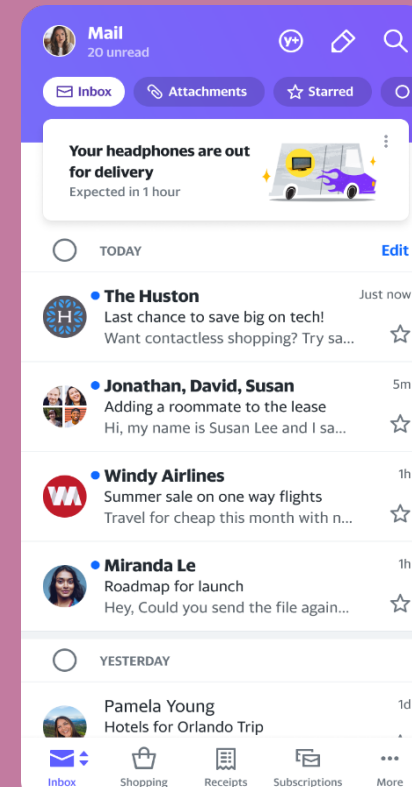 Mail
20 unread
Y+
Inbox
Attachments
Starred
Your headphones are out
for delivery
Expected in 1 hour
TODAY
Edit
H
The Huston
Just now
Last chance to save big on tech!
Want contactless shopping? Try sa...
Jonathan, David, Susan
5m
Adding a roommate to the lease
Hi, my name is Susan Lee and I sa...
Windy Airlines
1h
Summer sale on one way flights
Travel for cheap this month with n...
Miranda Le
1h
Roadmap for launch
Hey, Could you send the file again...
YESTERDAY
Pamela Young
1d
Hotels for Orlando Trip
Inbox
Shopping
Receipts
Subscriptions
More